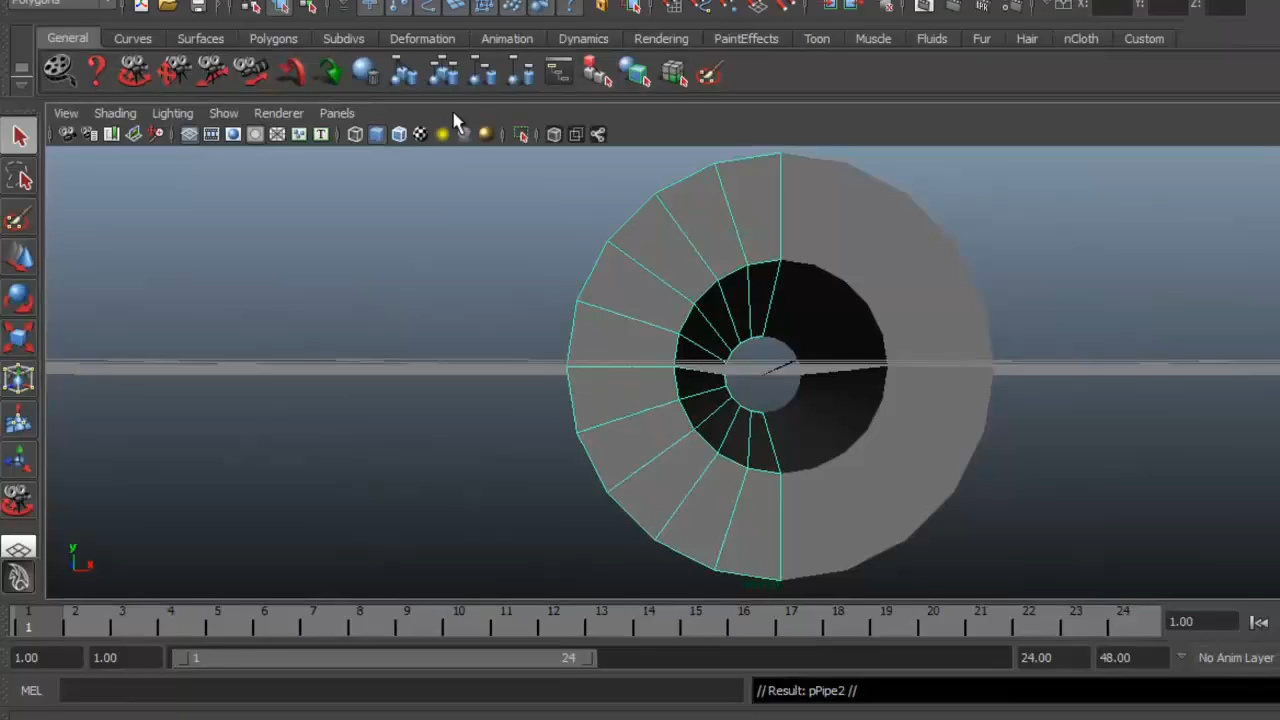 Polygons
X:
Y:
Z:
General Curves Surfaces Polygons Subdivs Deformation Animation Dynamics Rendering PaintEffects Toon Muscle Fluids Fur Hair nCloth Custom
View Shading Lighting Show Renderer Panels
y
x
1 2 3 4 5 6 7 8 9 10 11 12 13 14 15 16 17 18 19 20 21 22 23 24
1
1.00
1.00 1.00 1 24 24.00 48.00 No Anim Layer
MEL // Result: pPipe2 //